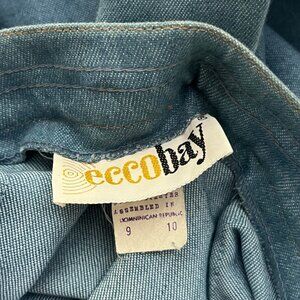 eccobay
ASSEMBLED IN
DOMINICAN REPUBLIC
9 10